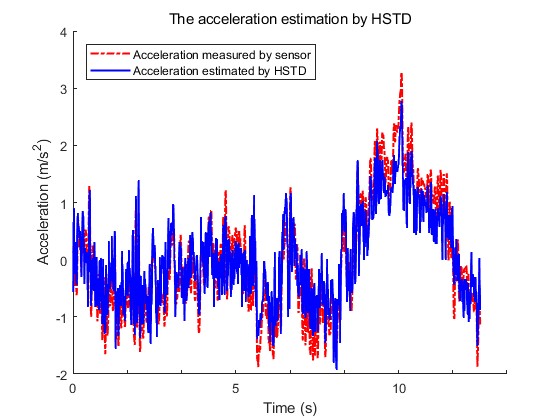 The acceleration estimation by HSTD
Acceleration measured by sensor
Acceleration estimated by HSTD
Acceleration (m/s²)
4
3
2
1
0
-1
-2
0 5 10
Time (s)